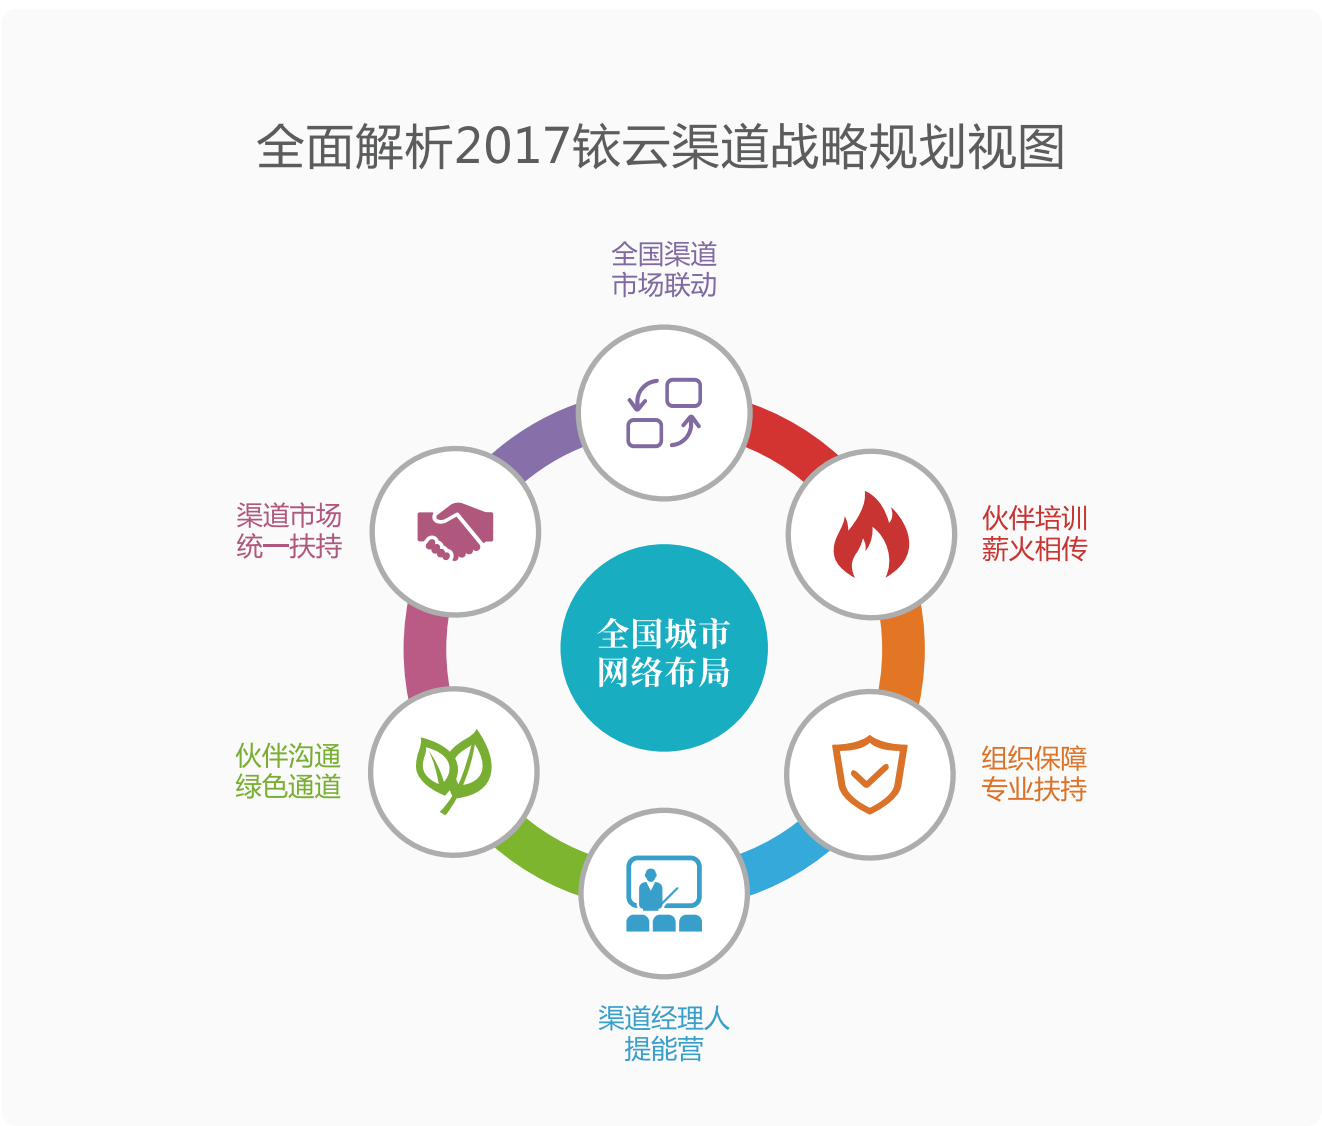 全面解析2017铱云渠道战略规划视图
全国渠道
市场联动
渠道市场
统一扶持
伙伴培训
薪火相传
全国城市
网络布局
伙伴沟通
绿色通道
组织保障
专业扶持
渠道经理人
提能营